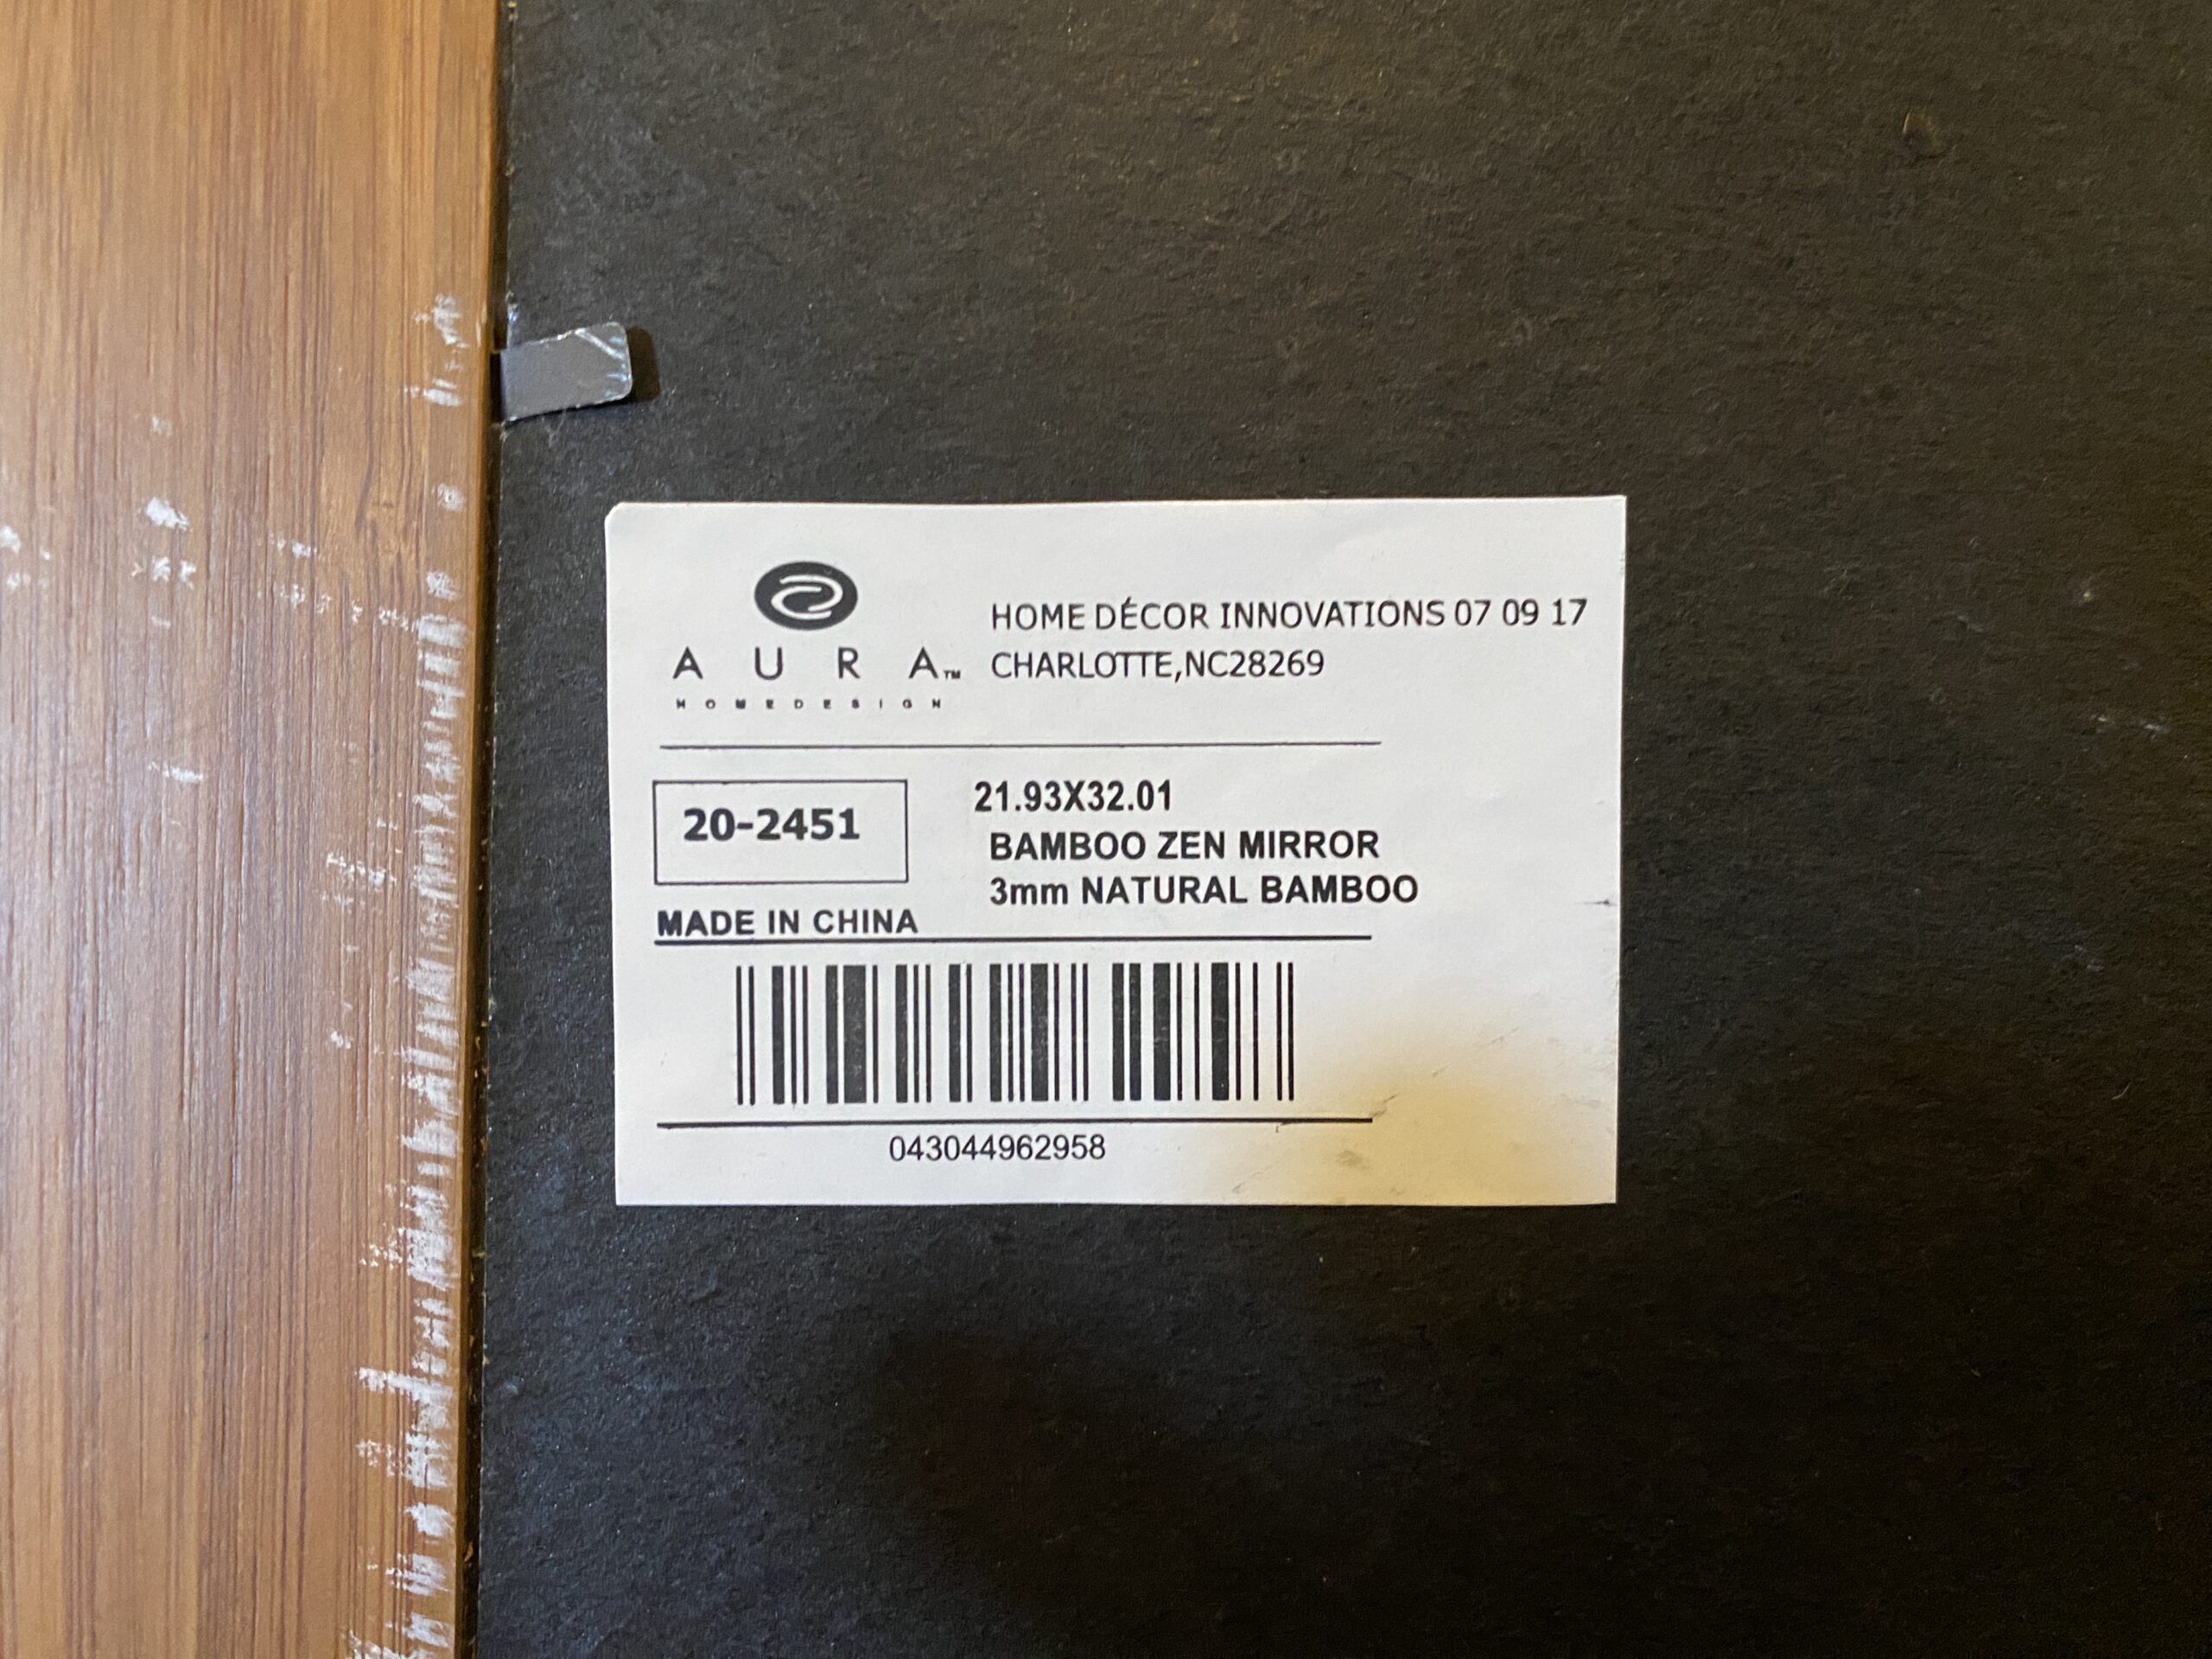 AURA™
HOMEDESIGN
HOME DÉCOR INNOVATIONS 07 09 17
CHARLOTTE,NC28269
20-2451
21.93X32.01
BAMBOO ZEN MIRROR
3mm NATURAL BAMBOO
MADE IN CHINA
043044962958